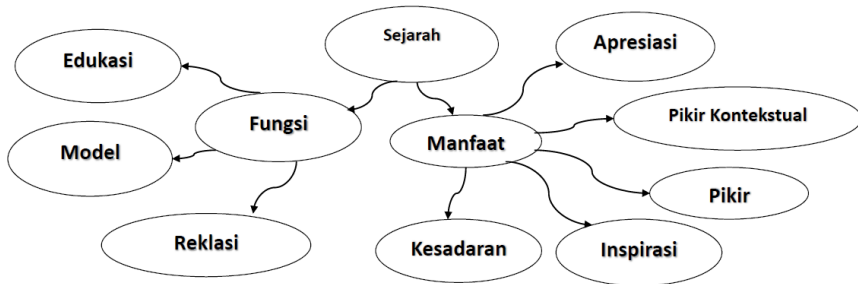 Sejarah
Apresiasi
Edukasi
Fungsi
Pikir Kontekstual
Manfaat
Model
Pikir
Reklasi
Kesadaran
Inspirasi